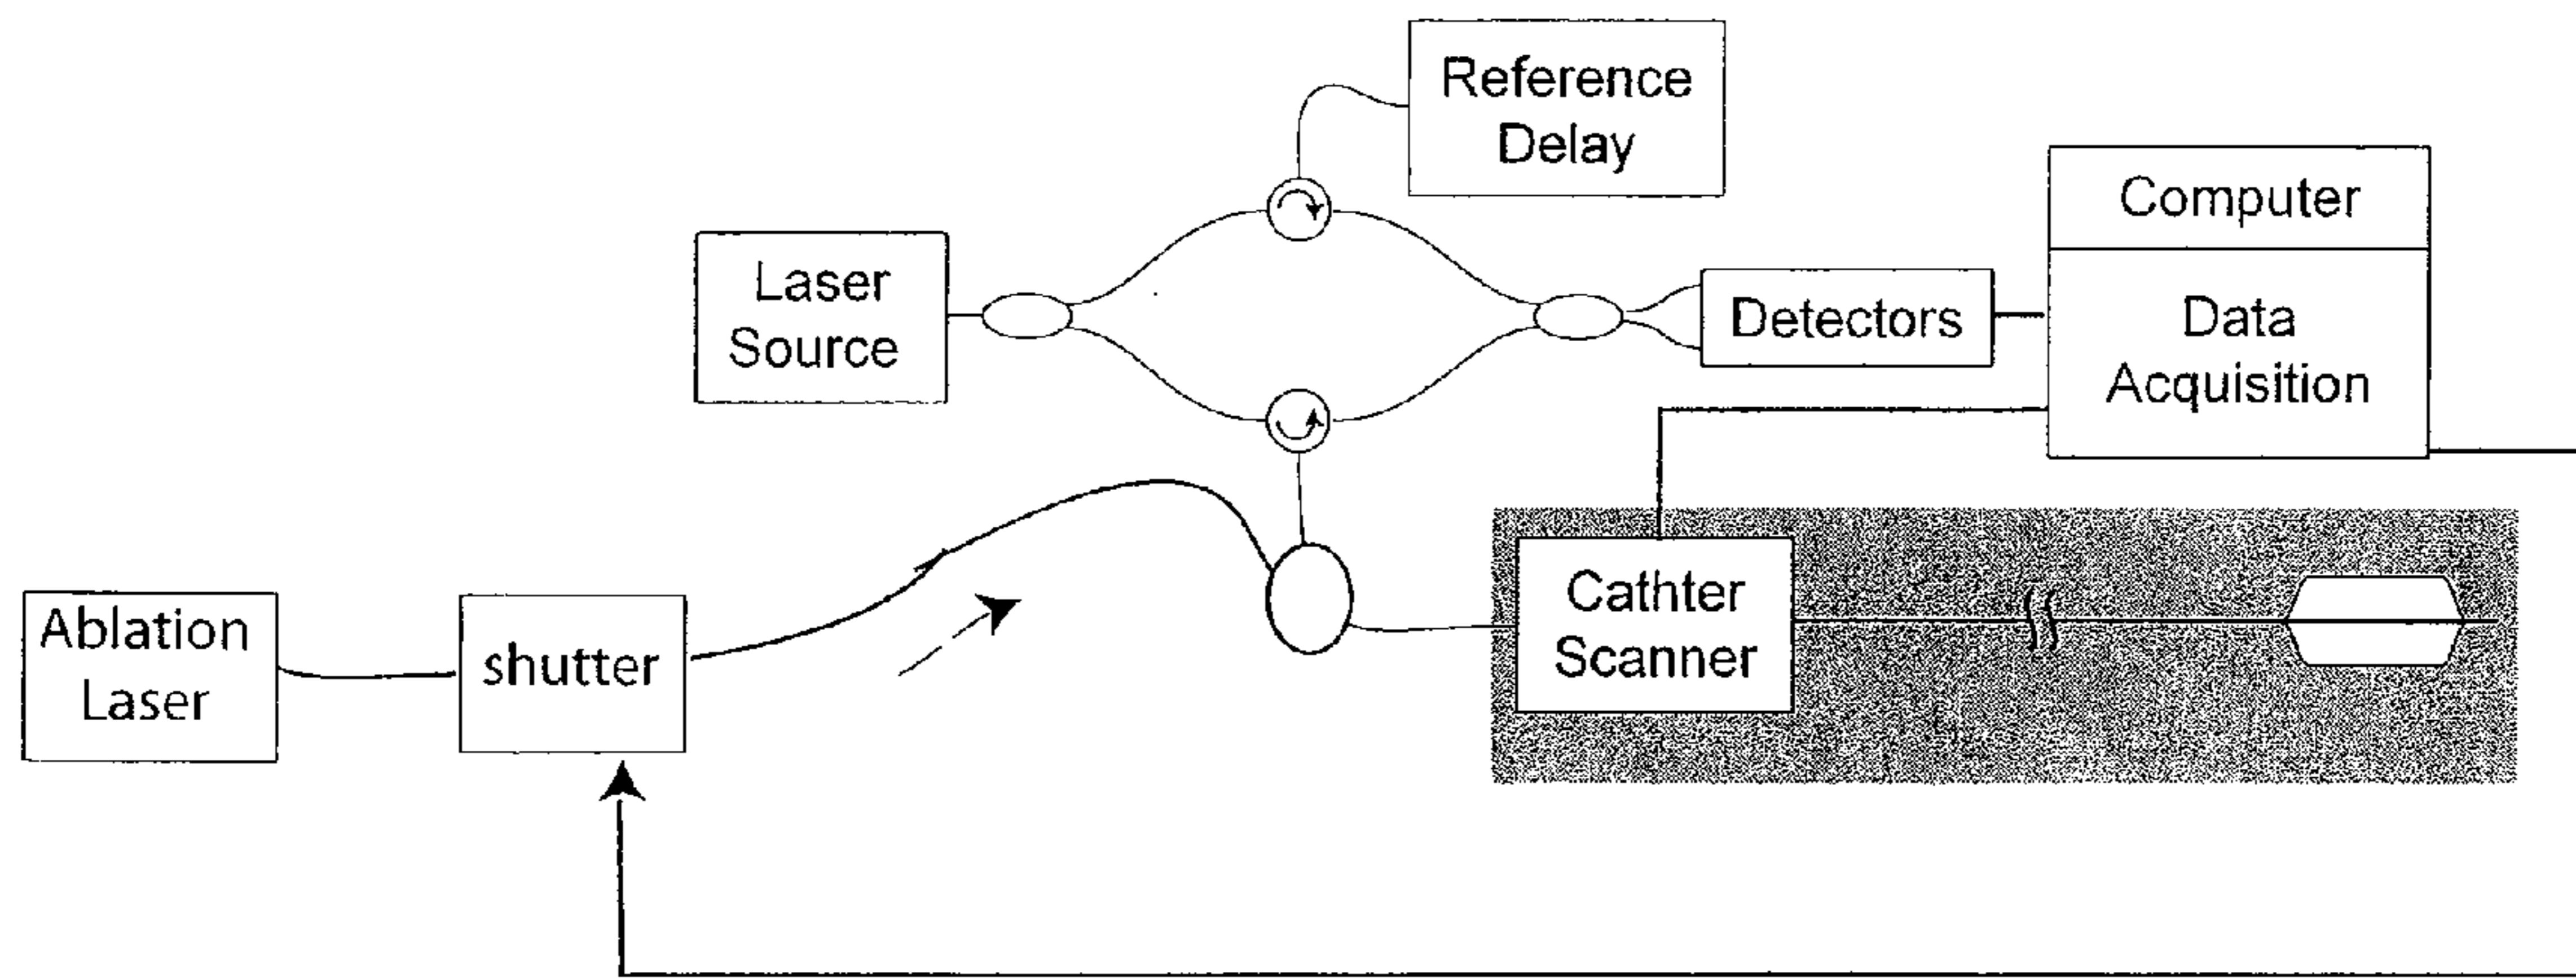 Reference
Delay
Computer
Laser
Source
Detectors
Data
Acquisition
Ablation
Laser
shutter
Cathter
Scanner